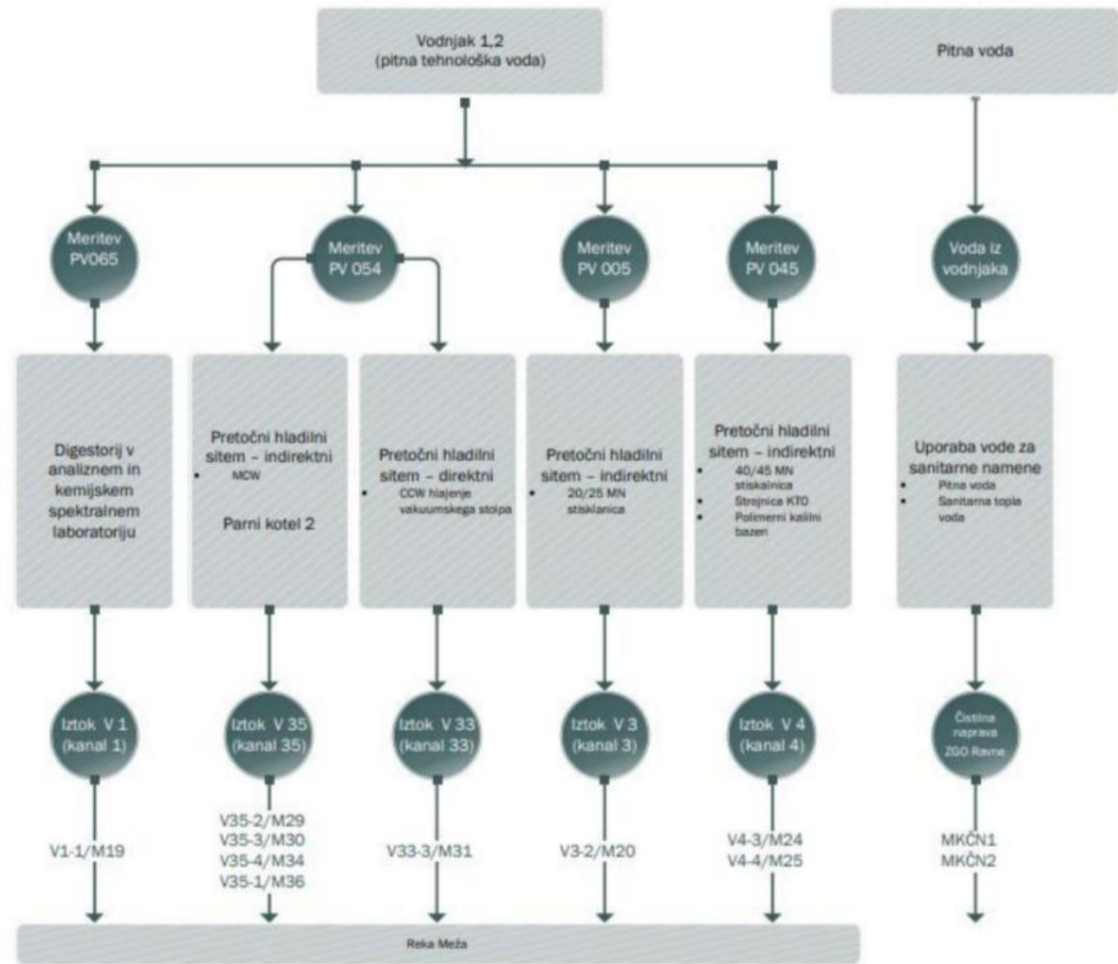 Vodnjak 1,2
(pitna tehnološka voda)
Pitna voda
Meritev
PV065
Meritev
PV 054
Meritev
PV 005
Meritev
PV 045
Voda iz
vodnjaka
Digestorij v
analiznem in
kemijskem
spektralnem
laboratoriju
Pretočni hladilni
sitem – indirektni
• MCW
Parni kotel 2
Pretočni hladilni
sitem – direktni
• CCW hlajenje
vakuumskega stolpa
Pretočni hladilni
sitem – indirektni
• 20/25 MN
stisklanica
Pretočni hladilni
sitem – indirektni
• 40/45 MN
stiskalnica
• Strojnica KTO
• Polimerni kalilni
bazen
Uporaba vode za
sanitarne namene
• Pitna voda
• Sanitarna topla
voda
Iztok V 1
(kanal 1)
Iztok V 35
(kanal 35)
Iztok V 33
(kanal 33)
Iztok V 3
(kanal 3)
Iztok V 4
(kanal 4)
Čistilna
naprava
ZGO Ravne
V1-1/M19
V35-2/M29
V35-3/M30
V35-4/M34
V35-1/M36
V33-3/M31
V3-2/M20
V4-3/M24
V4-4/M25
MKČN1
MKČN2
Reka Meža